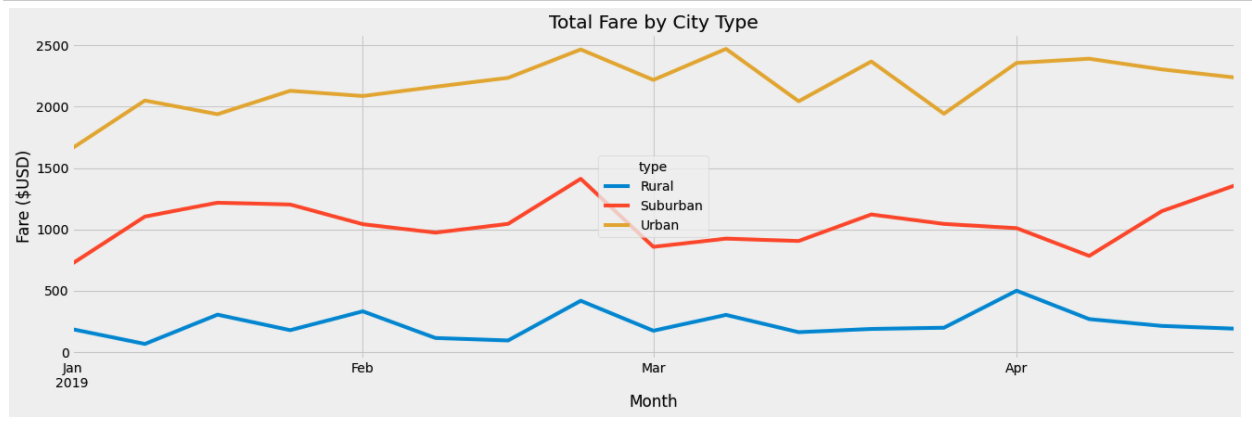 Total Fare by City Type
Fare ($USD)
2500
2000
1500
1000
500
0
type
Rural
Suburban
Urban
Jan
2019
Feb
Mar
Apr
Month